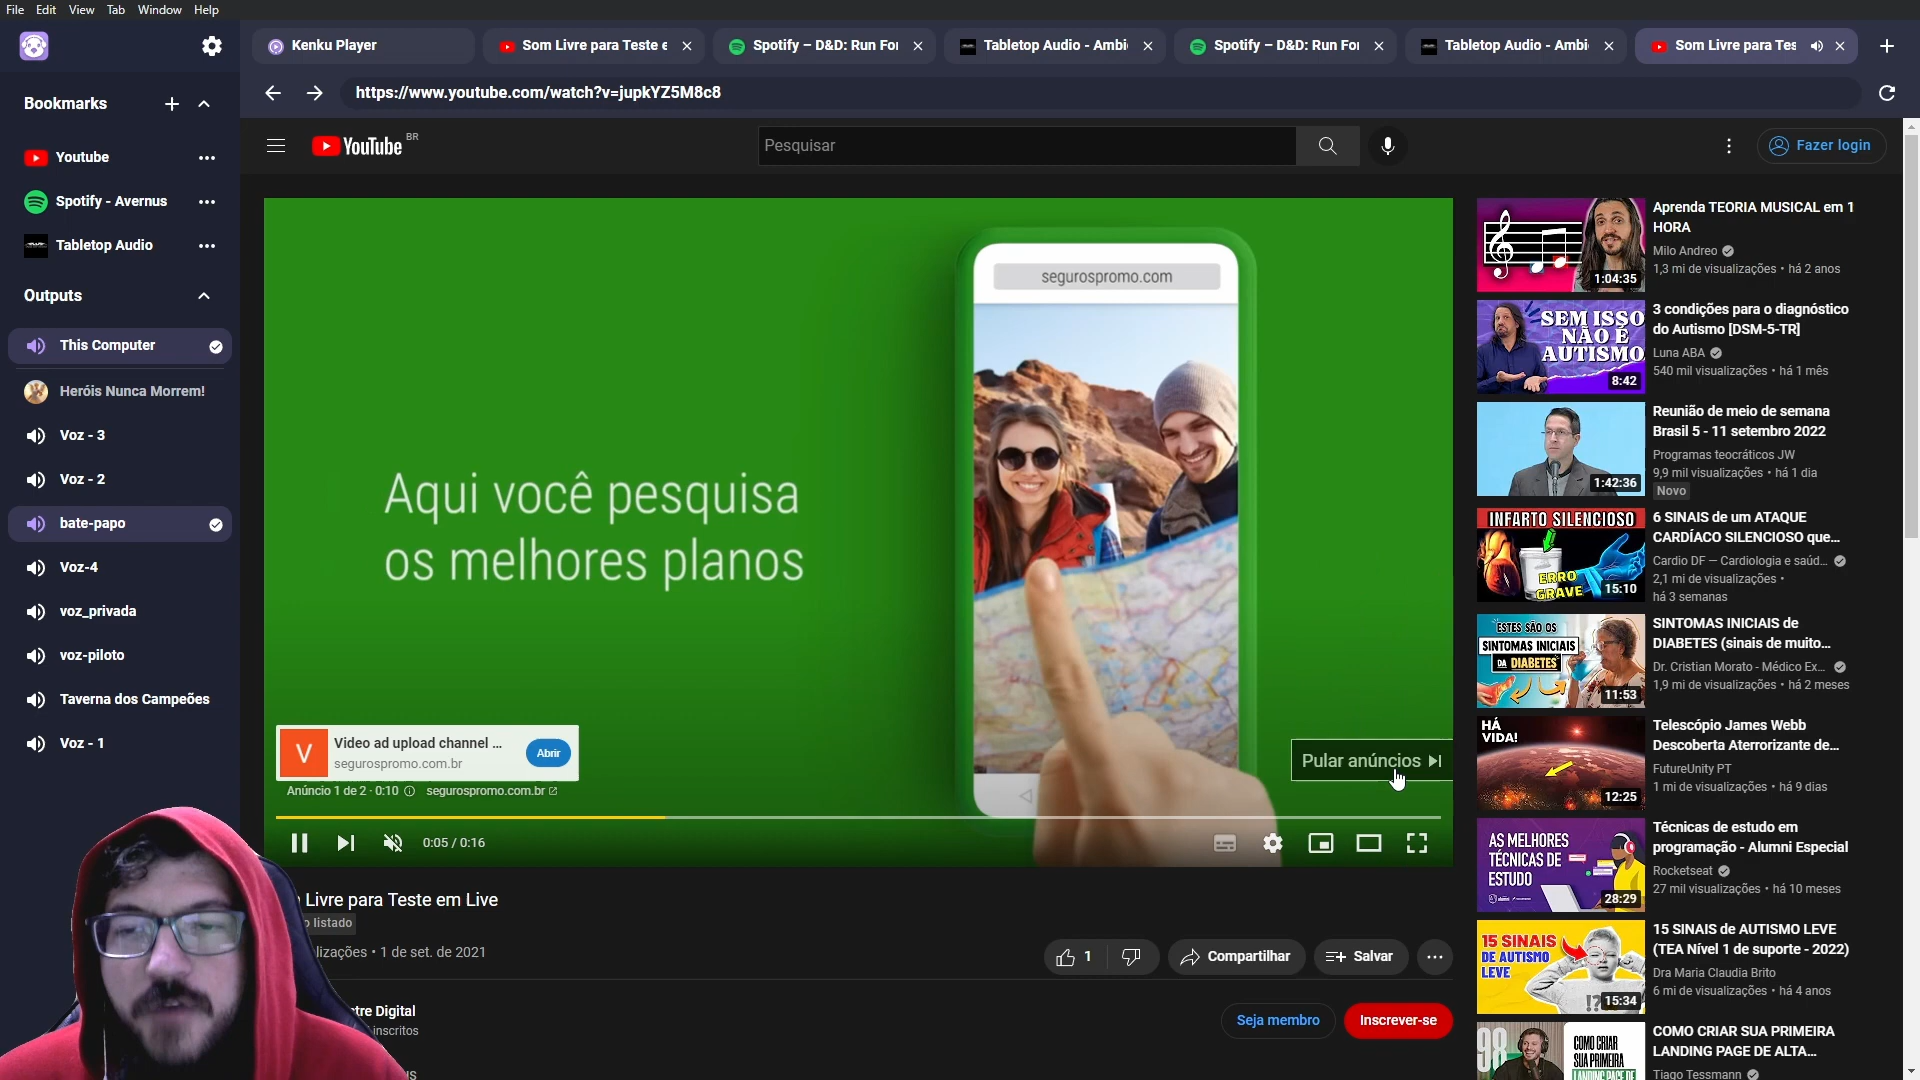 File Edit View Tab Window Help
Kenku Player
Som Livre para Teste e
Spotify – D&D: Run For
Tabletop Audio - Ambi
Spotify – D&D: Run For
Tabletop Audio - Ambi
Som Livre para Tes
https://www.youtube.com/watch?v=jupkYZ5M8c8
Bookmarks
Youtube
Spotify - Avernus
Tabletop Audio
Outputs
This Computer
Heróis Nunca Morrem!
Voz - 3
Voz - 2
bate-papo
Voz-4
voz_privada
voz-piloto
Taverna dos Campeões
Voz - 1
YouTube BR
Pesquisar
Fazer login
segurospromo.com
Aqui você pesquisa
os melhores planos
V
Video ad upload channel ...
segurospromo.com.br
Abrir
Anúncio 1 de 2 · 0:10
segurospromo.com.br
Pular anúncios
0:05 / 0:16
Livre para Teste em Live
listado
lizações • 1 de set. de 2021
1
Compartilhar
Salvar
tre Digital
inscritos
Seja membro
Inscrever-se
1:04:35
Aprenda TEORIA MUSICAL em 1
HORA
Milo Andreo
1,3 mi de visualizações • há 2 anos
SEM ISSO
NÃO É
AUTISMO
8:42
3 condições para o diagnóstico
do Autismo [DSM-5-TR]
Luna ABA
540 mil visualizações • há 1 mês
1:42:36
Reunião de meio de semana
Brasil 5 - 11 setembro 2022
Programas teocráticos JW
9,9 mil visualizações • há 1 dia
Novo
INFARTO SILENCIOSO
ERRO
GRAVE
15:10
6 SINAIS de um ATAQUE
CARDÍACO SILENCIOSO que...
Cardio DF — Cardiologia e saúd...
2,1 mi de visualizações •
há 3 semanas
ESTES SÃO OS
SINTOMAS INICIAIS
DA DIABETES
11:53
SINTOMAS INICIAIS de
DIABETES (sinais de muito...
Dr. Cristian Morato - Médico Ex...
1,9 mi de visualizações • há 2 meses
HÁ
VIDA!
12:25
Telescópio James Webb
Descoberta Aterrorizante de...
FutureUnity PT
1 mi de visualizações • há 9 dias
AS MELHORES
TÉCNICAS DE
ESTUDO
28:29
Técnicas de estudo em
programação - Alumni Especial
Rocketseat
27 mil visualizações • há 10 meses
15 SINAIS
DE AUTISMO
LEVE
!?
15:34
15 SINAIS de AUTISMO LEVE
(TEA Nível 1 de suporte - 2022)
Dra Maria Claudia Brito
6 mi de visualizações • há 4 anos
98
COMO CRIAR
SUA PRIMEIRA
LANDING PAGE DE
COMO CRIAR SUA PRIMEIRA
LANDING PAGE DE ALTA...
Tiago Tessmann